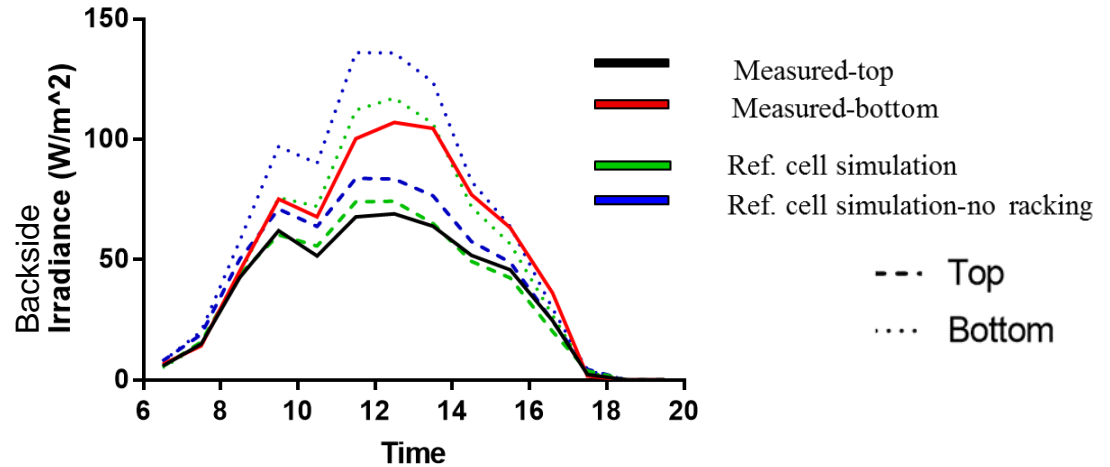 150
100
50
0
Backside
Irradiance (W/m^2)
6 8 10 12 14 16 18 20
Time
Measured-top
Measured-bottom
Ref. cell simulation
Ref. cell simulation-no racking
Top
Bottom